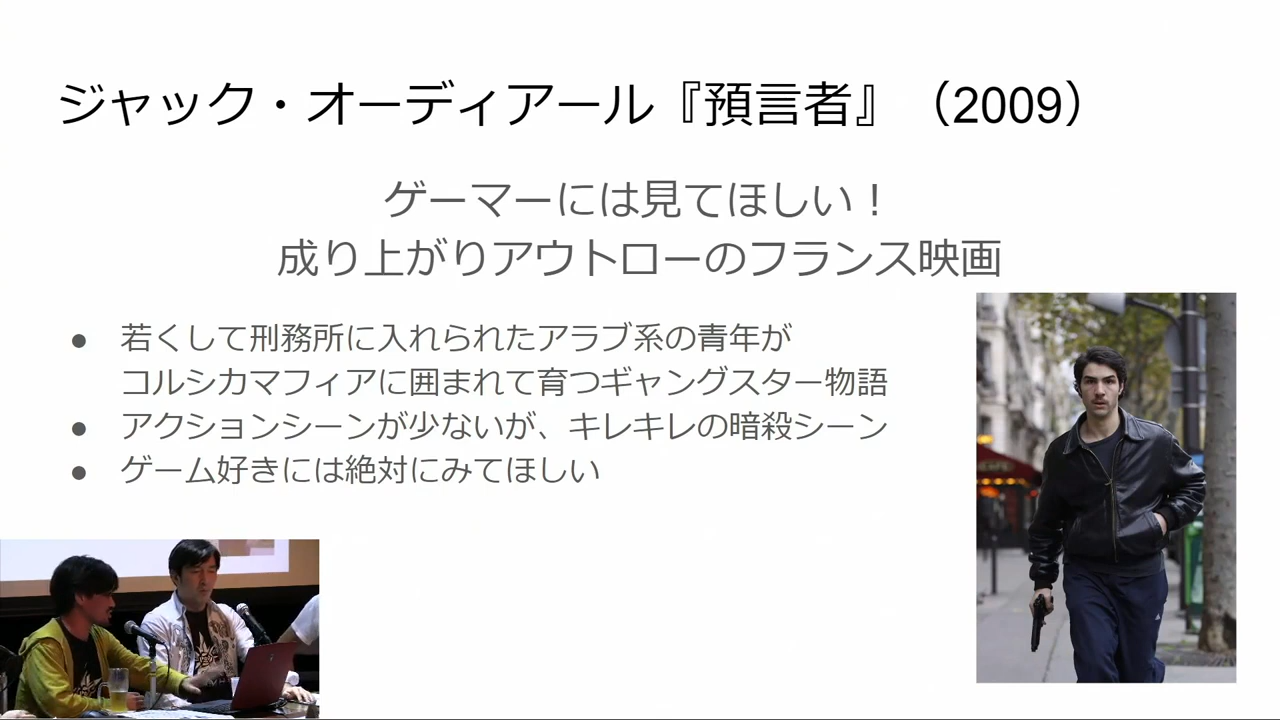 ジャック・オーディアール『預言者』（2009）
ゲーマーには見てほしい！
成り上がりアウトローのフランス映画
● 若くして刑務所に入れられたアラブ系の青年が
コルシカマフィアに囲まれて育つギャングスター物語
● アクションシーンが少ないが、キレキレの暗殺シーン
● ゲーム好きには絶対にみてほしい